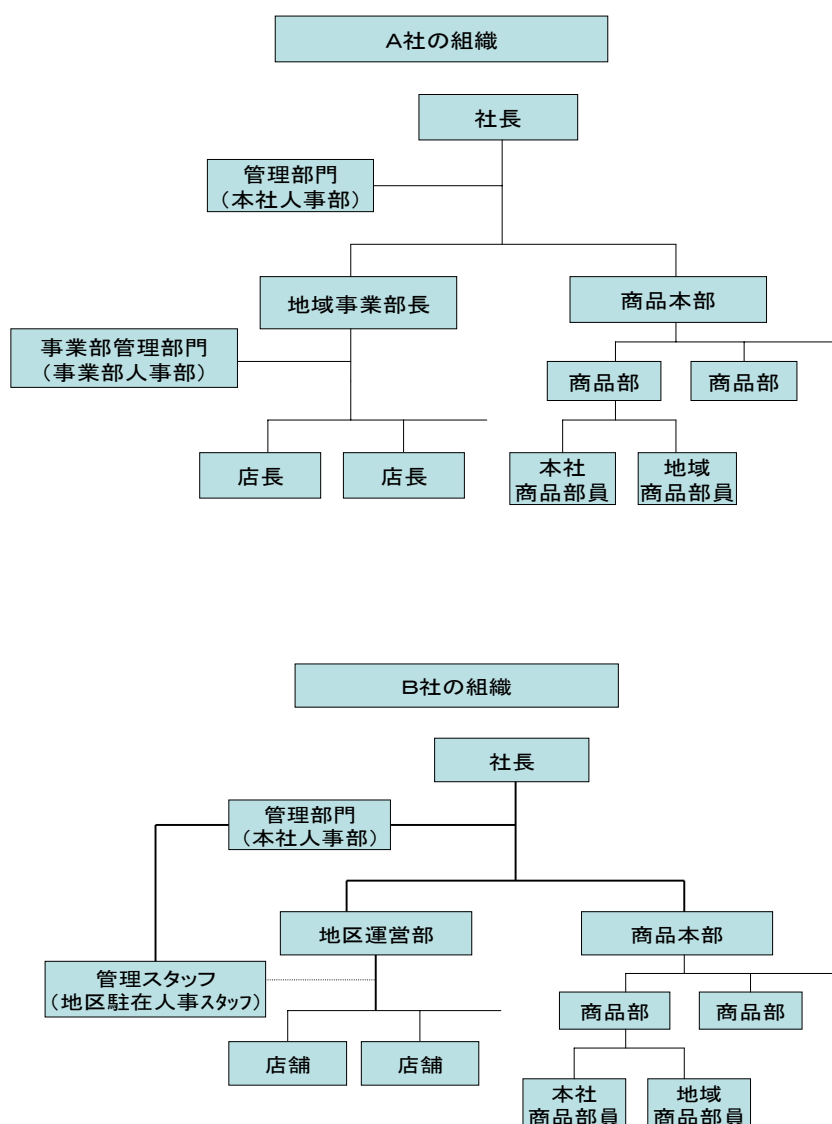 A社の組織
社長
管理部門
(本社人事部)
地域事業部長
商品本部
事業部管理部門
(事業部人事部)
商品部
商品部
店長
店長
本社
商品部員
地域
商品部員
B社の組織
社長
管理部門
(本社人事部)
地区運営部
商品本部
管理スタッフ
(地区駐在人事スタッフ)
商品部
商品部
店舗
店舗
本社
商品部員
地域
商品部員